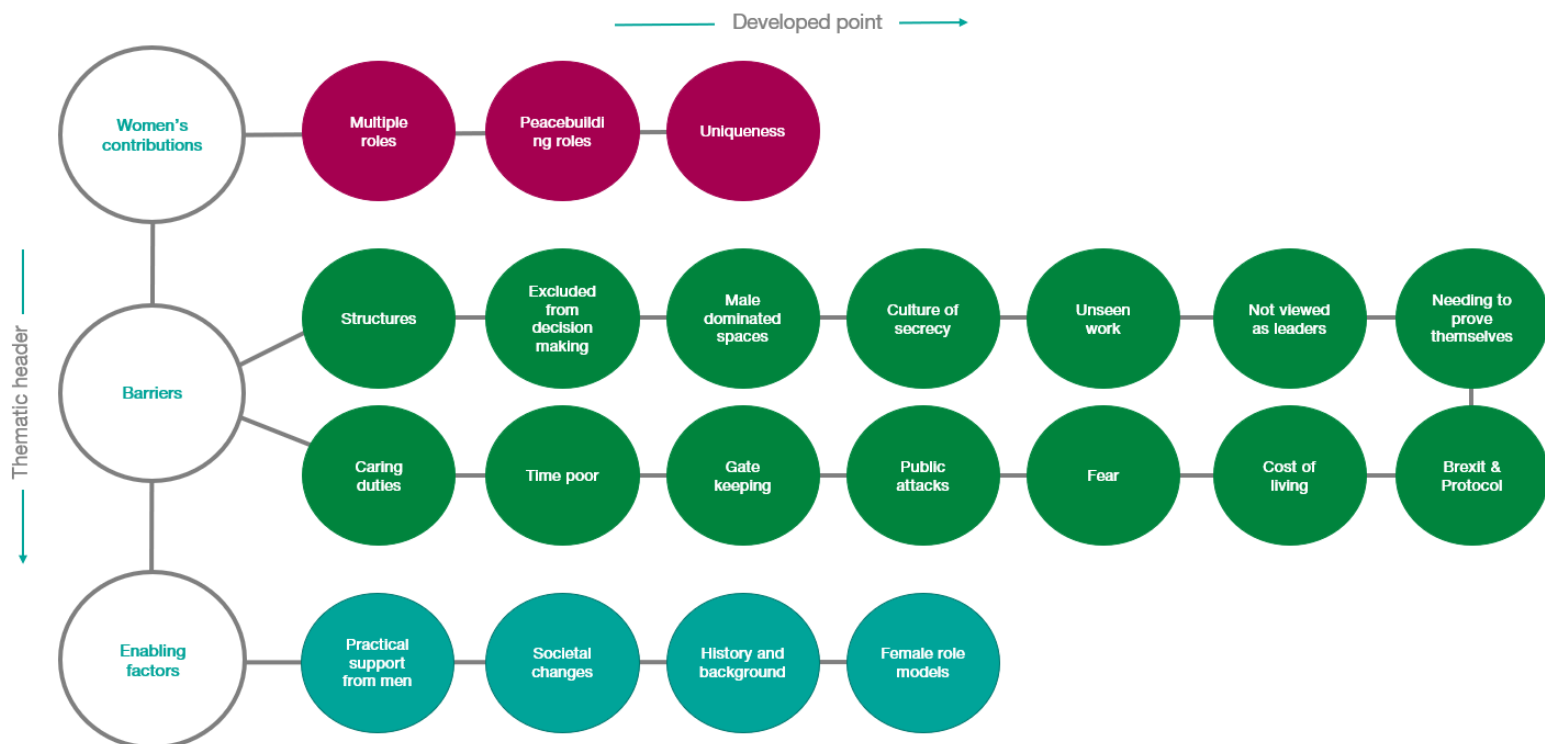 Developed point
Women's
contributions
Multiple
roles
Peacebuildi
ng roles
Uniqueness
Thematic header
Barriers
Structures
Excluded
from
decision
making
Male
dominated
spaces
Culture of
secrecy
Unseen
work
Not viewed
as leaders
Needing to
prove
themselves
Caring
duties
Time poor
Gate
keeping
Public
attacks
Fear
Cost of
living
Brexit &
Protocol
Enabling
factors
Practical
support
from men
Societal
changes
History and
background
Female role
models